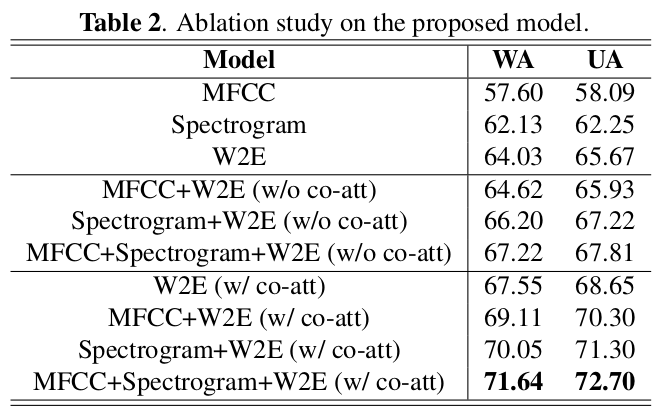 Table 2. Ablation study on the proposed model.
Model WA UA
MFCC 57.60 58.09
Spectrogram 62.13 62.25
W2E 64.03 65.67
MFCC+W2E (w/o co-att) 64.62 65.93
Spectrogram+W2E (w/o co-att) 66.20 67.22
MFCC+Spectrogram+W2E (w/o co-att) 67.22 67.81
W2E (w/ co-att) 67.55 68.65
MFCC+W2E (w/ co-att) 69.11 70.30
Spectrogram+W2E (w/ co-att) 70.05 71.30
MFCC+Spectrogram+W2E (w/ co-att) 71.64 72.70